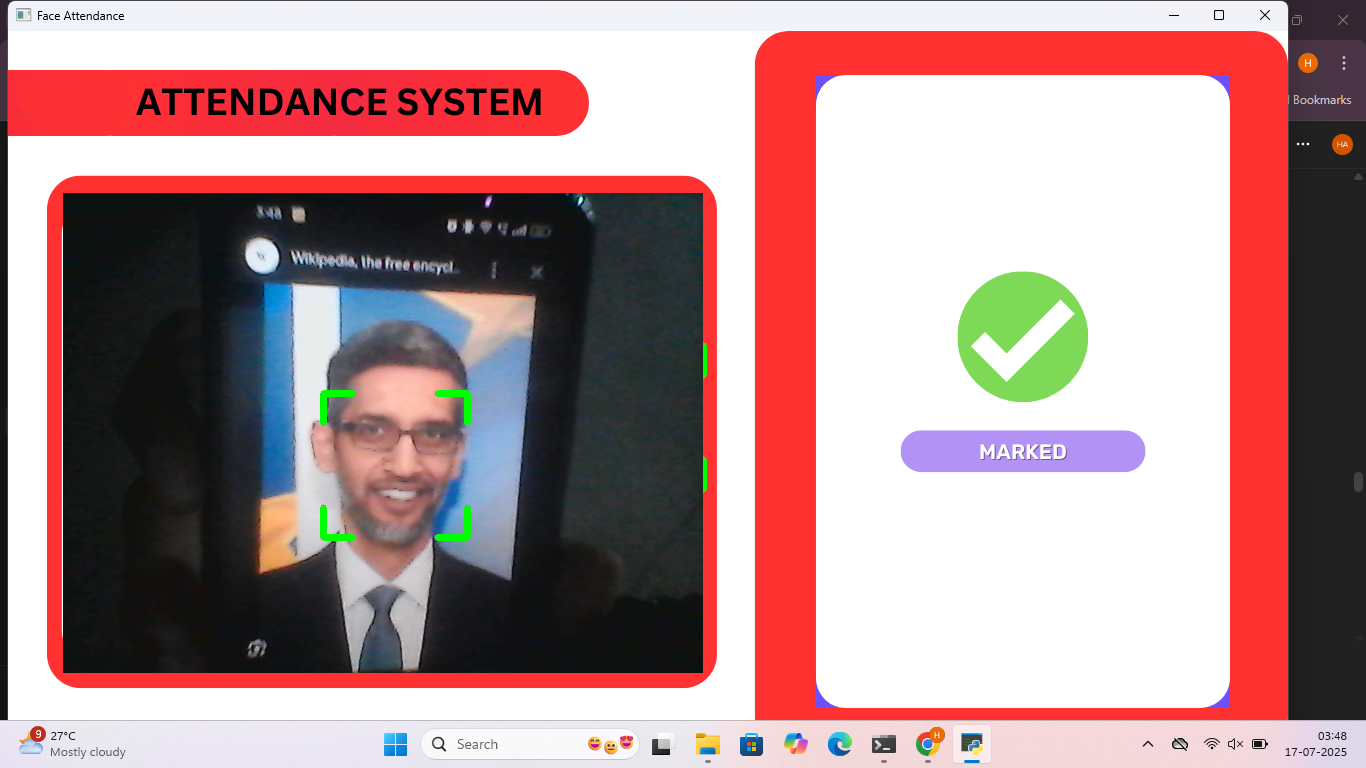 Face Attendance
H
Bookmarks
HA
ATTENDANCE SYSTEM
3:48
Wikipedia, the free encycl...
MARKED
9
27°C
Mostly cloudy
Search
H
03:48
17-07-2025